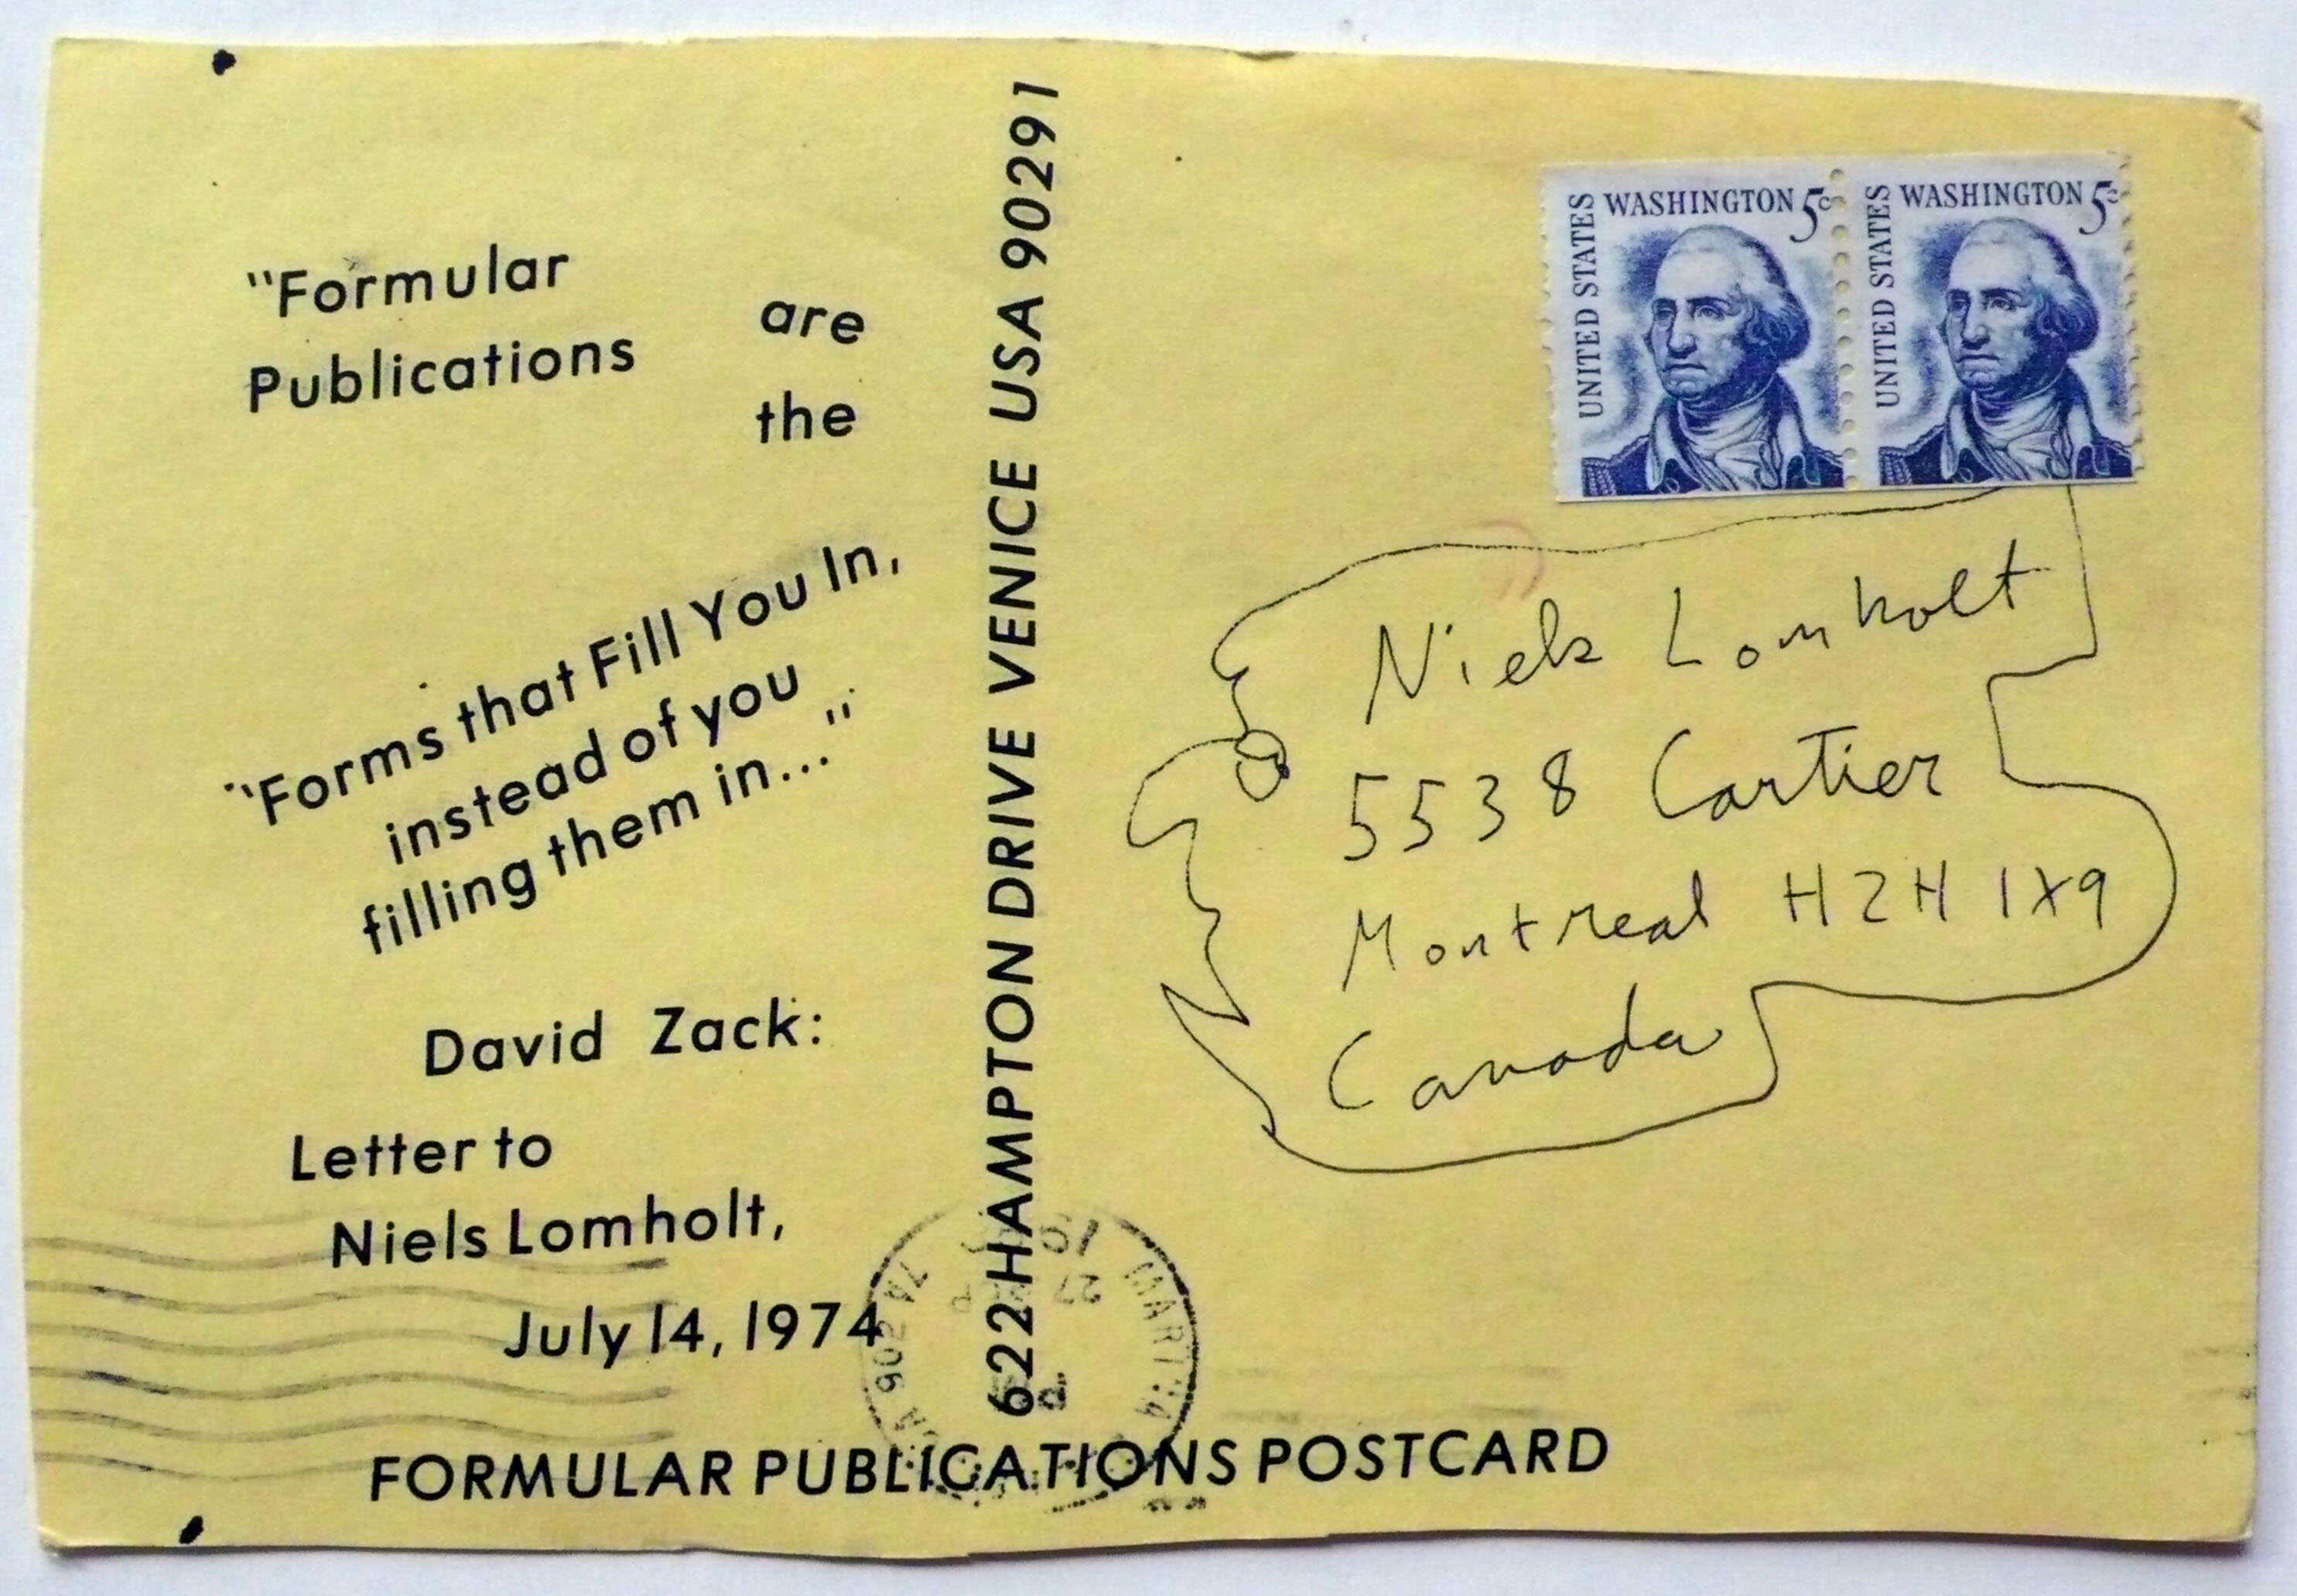 "Formular
Publications
are
the
"Forms that Fill You In,
instead of you
filling them in..."
David Zack:
Letter to
Niels Lomholt,
July 14, 1974
622 HAMPTON DRIVE VENICE USA 90291
FORMULAR PUBLICATIONS POSTCARD
UNITED STATES
WASHINGTON 5c
UNITED STATES
WASHINGTON 5c
Niels Lomholt
5538 Cartier
Montreal H2H 1X9
Canada
27